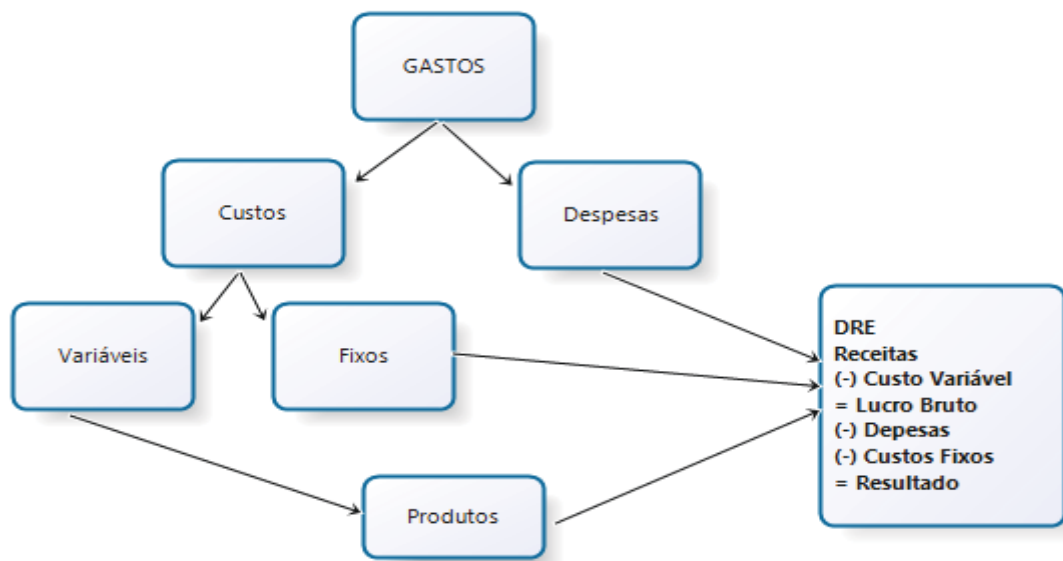 GASTOS
Custos
Despesas
Variáveis
Fixos
DRE
Receitas
(-) Custo Variável
= Lucro Bruto
(-) Depesas
(-) Custos Fixos
= Resultado
Produtos